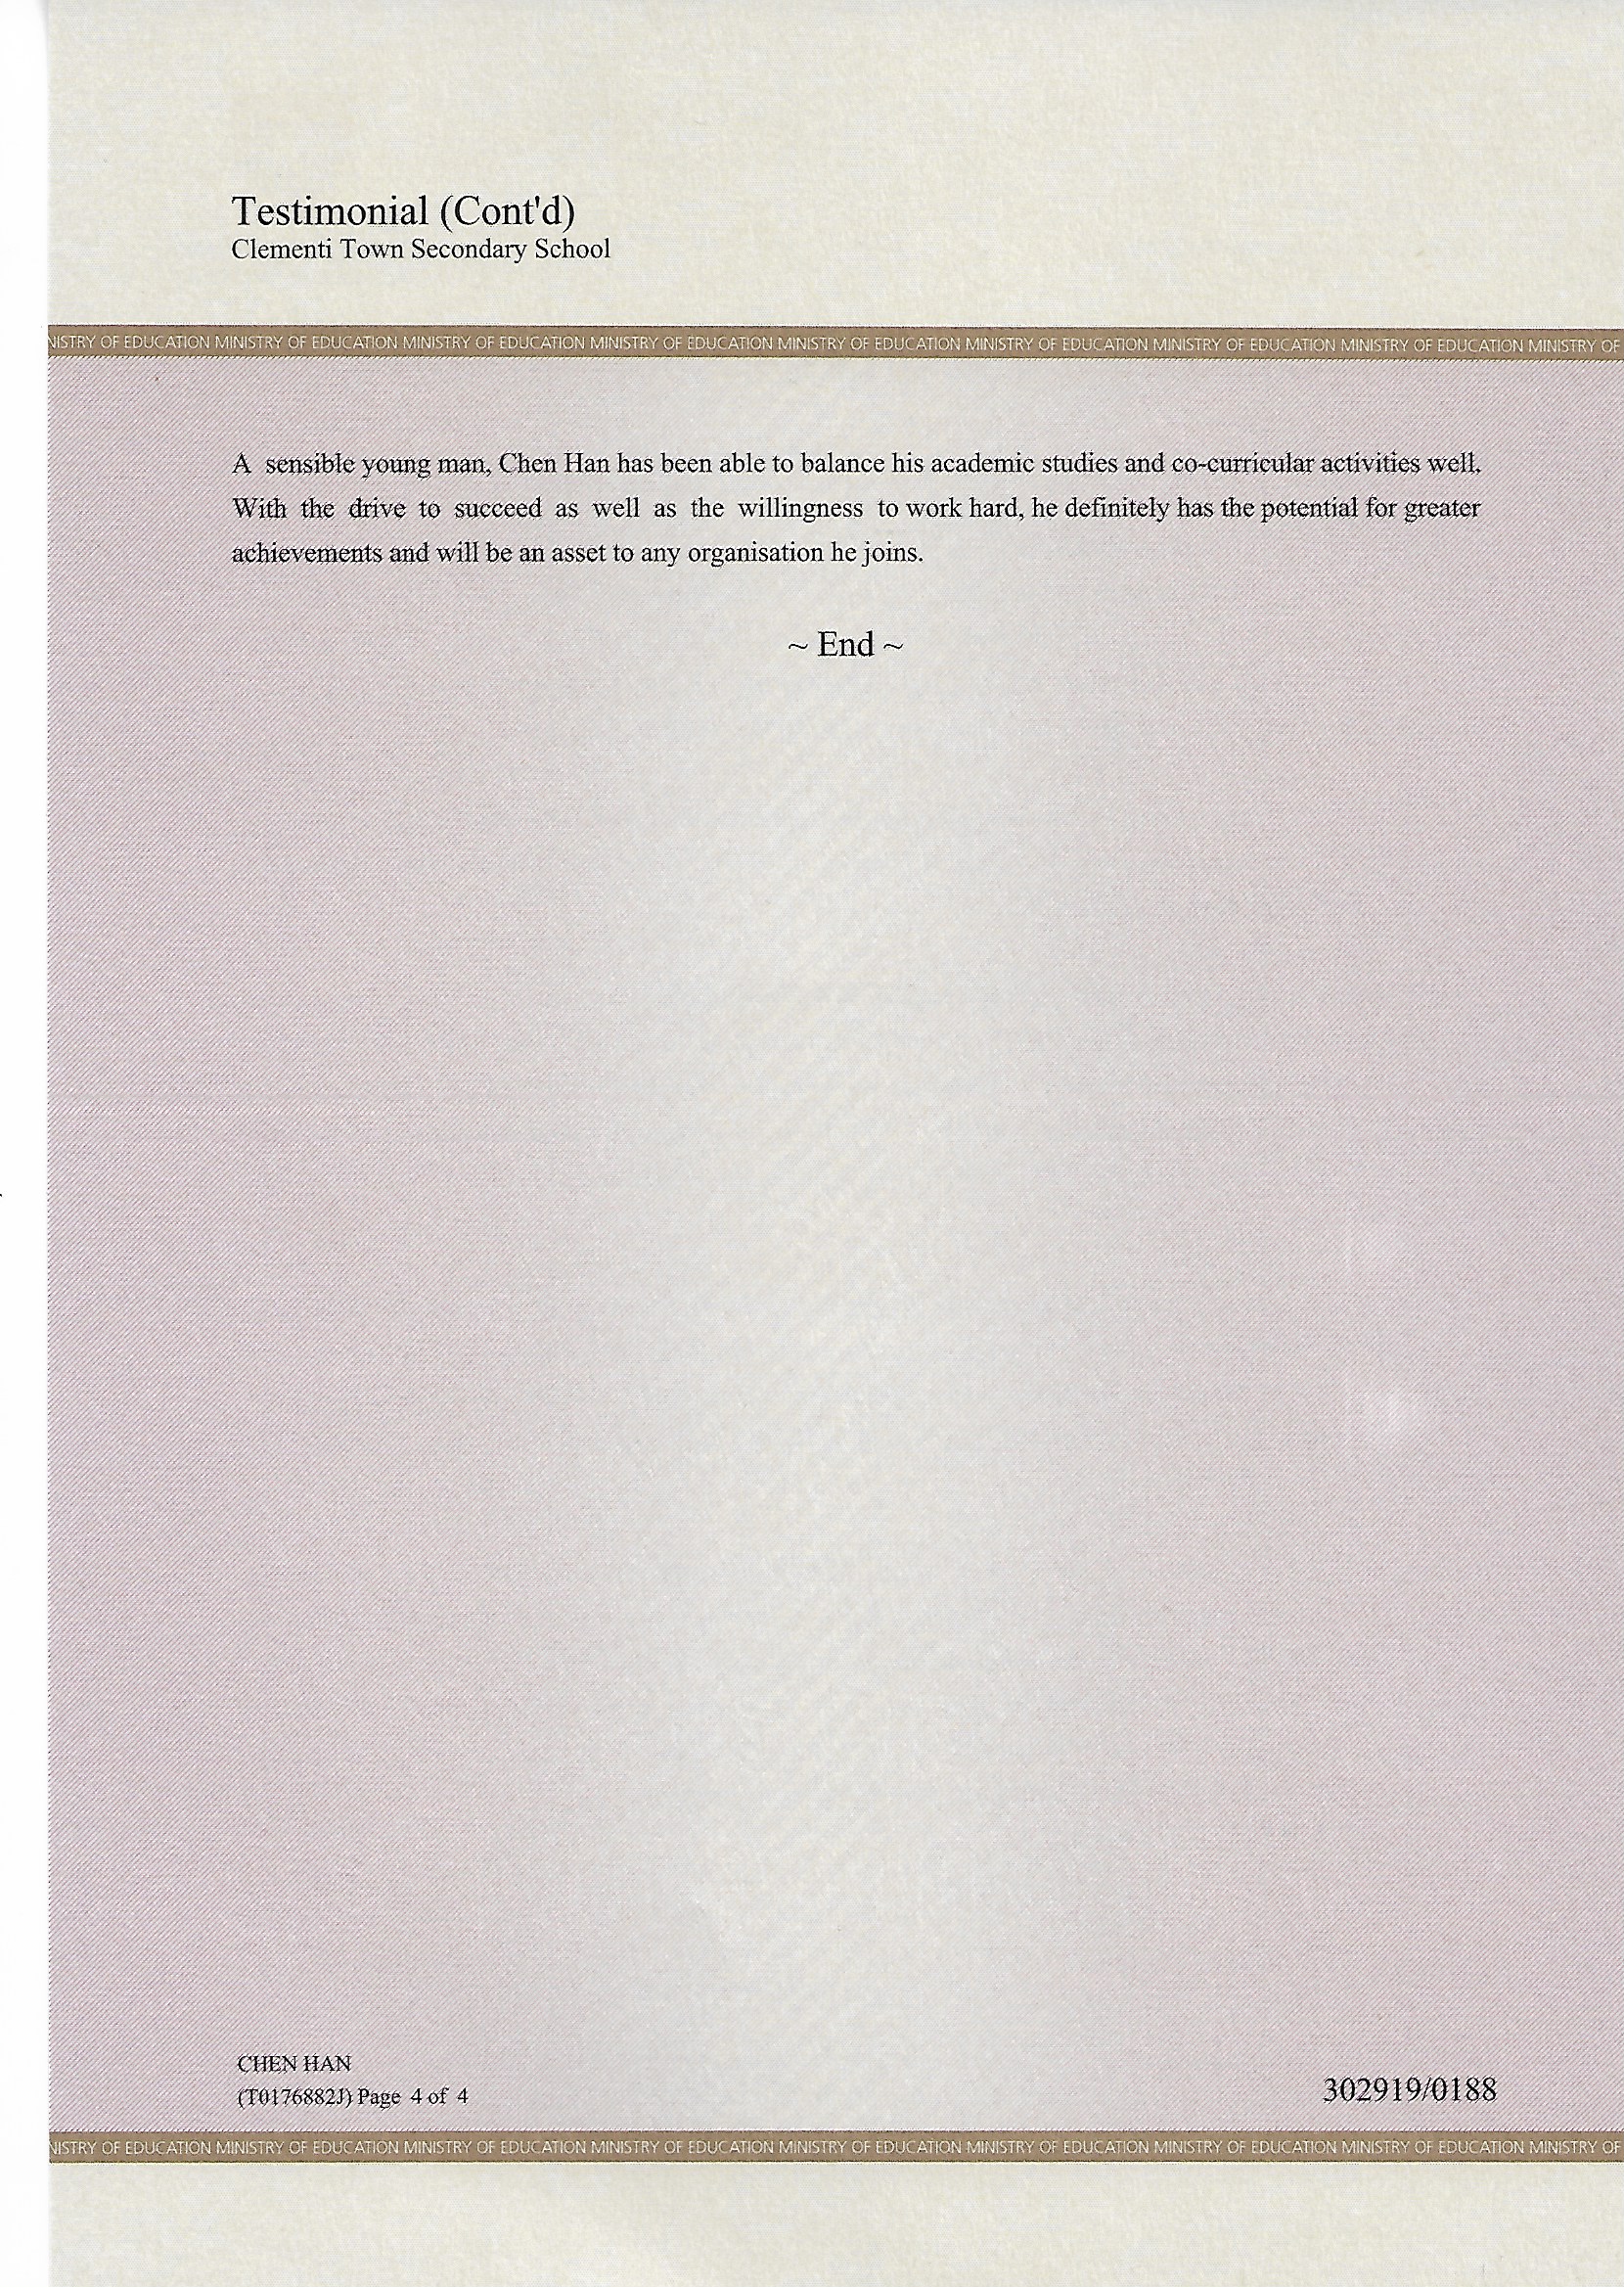 Testimonial (Cont'd)
Clementi Town Secondary School
NISTRY OF EDUCATION MINISTRY OF EDUCATION MINISTRY OF EDUCATION MINISTRY OF EDUCATION MINISTRY OF EDUCATION MINISTRY OF EDUCATION MINISTRY OF EDUCATION MINISTRY OF EDUCATION MINISTRY OF
A sensible young man, Chen Han has been able to balance his academic studies and co-curricular activities well.
With the drive to succeed as well as the willingness to work hard, he definitely has the potential for greater
achievements and will be an asset to any organisation he joins.
~ End ~
CHEN HAN
(T0176882J) Page 4 of 4
302919/0188
NISTRY OF EDUCATION MINISTRY OF EDUCATION MINISTRY OF EDUCATION MINISTRY OF EDUCATION MINISTRY OF EDUCATION MINISTRY OF EDUCATION MINISTRY OF EDUCATION MINISTRY OF EDUCATION MINISTRY OF